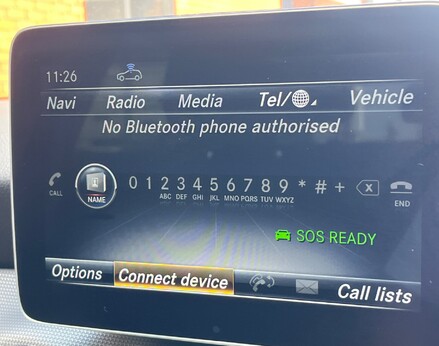 11:26
Navi Radio Media Tel/ Vehicle
No Bluetooth phone authorised
CALL NAME 0 1 2 3 4 5 6 7 8 9 * # + END
ABC DEF GHI JKL MNO PQRS TUV WXYZ
SOS READY
Options Connect device Call lists